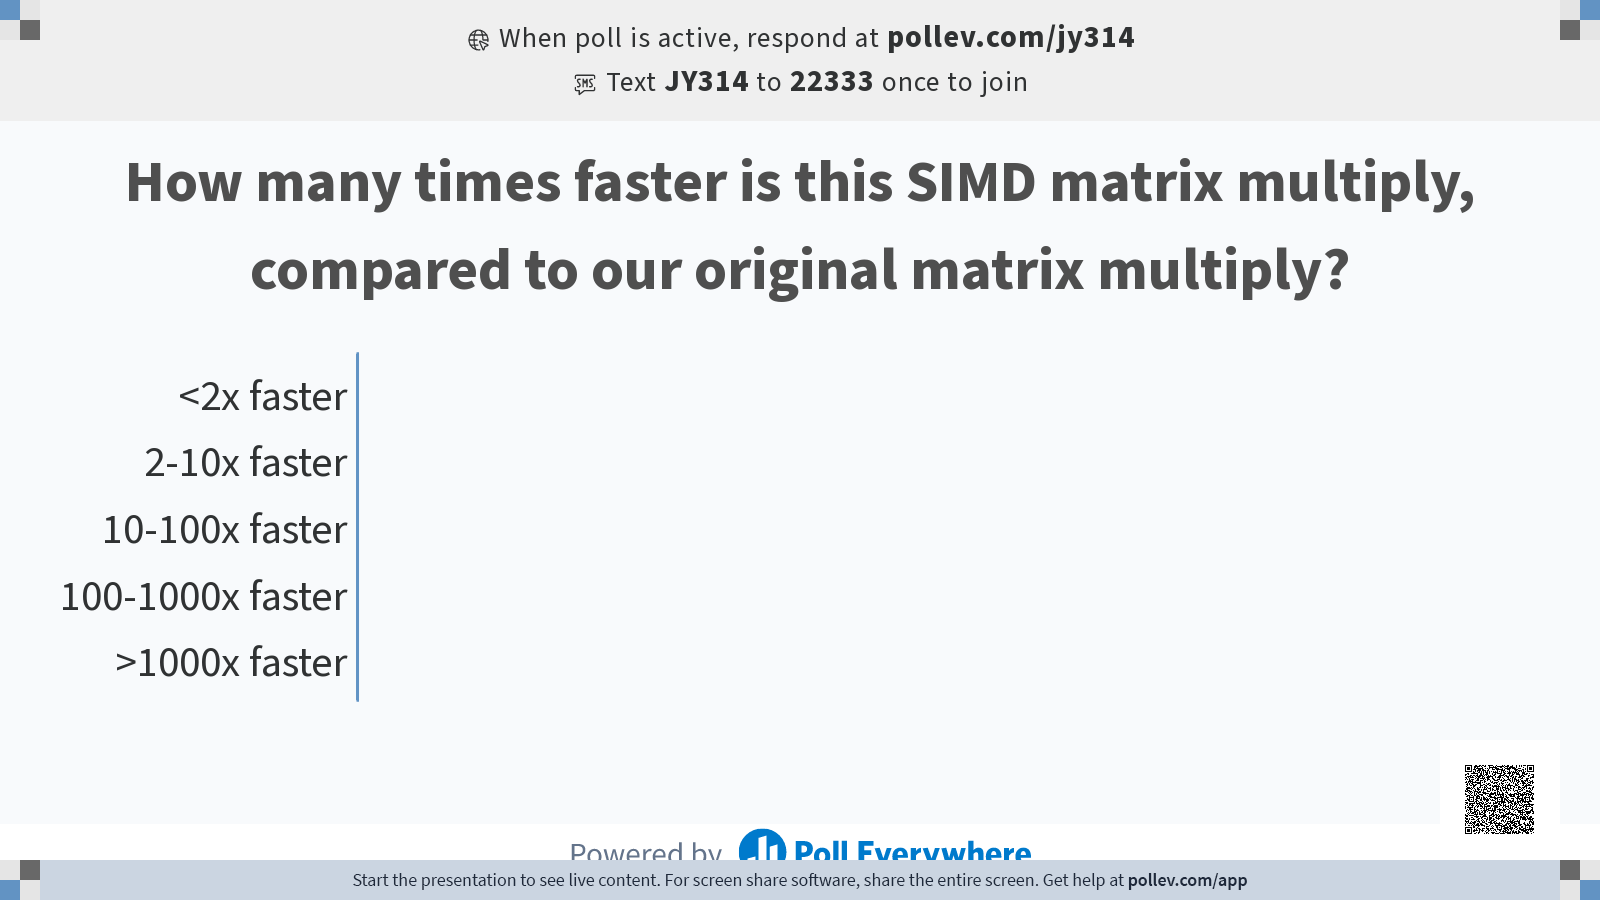 When poll is active, respond at pollev.com/jy314
SMS Text JY314 to 22333 once to join
How many times faster is this SIMD matrix multiply,
compared to our original matrix multiply?
<2x faster
2-10x faster
10-100x faster
100-1000x faster
>1000x faster
Powered by Poll Everywhere
Start the presentation to see live content. For screen share software, share the entire screen. Get help at pollev.com/app